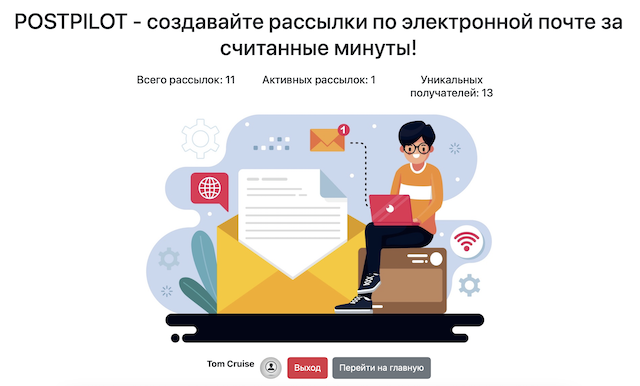 POSTPILOT - создавайте рассылки по электронной почте за
считанные минуты!
Всего рассылок: 11
Активных рассылок: 1
Уникальных
получателей: 13
1
Tom Cruise
Выход
Перейти на главную